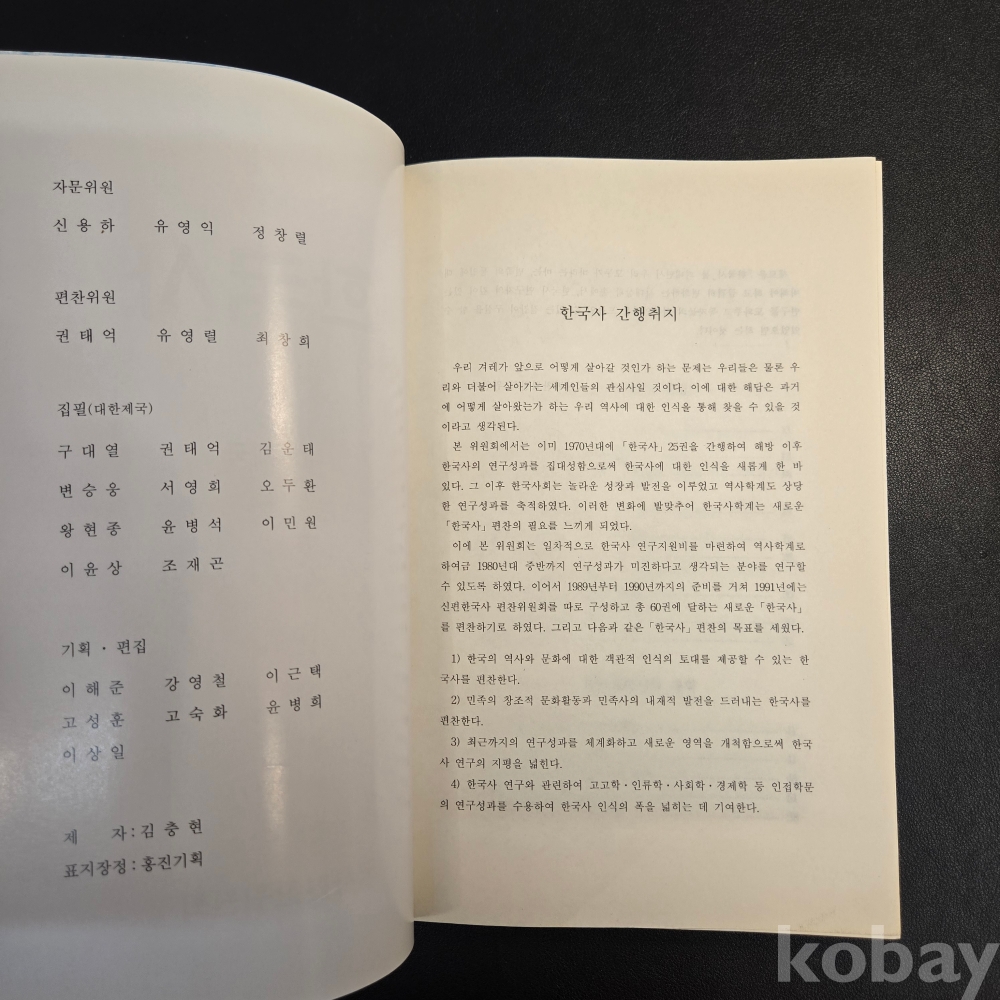 자문위원
신 용 하 유 영 익 정 창 렬
편찬위원
권 태 억 유 영 렬 최 창 희
집필(대한제국)
구 대 열 권 태 억 김 운 태
변 승 웅 서 영 희 오 두 환
왕 현 종 윤 병 석 이 민 원
이 윤 상 조 재 곤
기획 · 편집
이 해 준 강 영 철 이 근 택
고 성 훈 고 숙 화 윤 병 희
이 상 일
제 자 : 김 충 현
표지장정 : 홍진기획
한국사 간행취지
우리 겨레가 앞으로 어떻게 살아갈 것인가 하는 문제는 우리들은 물론 우
리와 더불어 살아가는 세계인들의 관심사일 것이다. 이에 대한 해답은 과거
에 어떻게 살아왔는가 하는 우리 역사에 대한 인식을 통해 찾을 수 있을 것
이라고 생각된다.
본 위원회에서는 이미 1970년대에 「한국사」25권을 간행하여 해방 이후
한국사의 연구성과를 집대성함으로써 한국사에 대한 인식을 새롭게 한 바
있다. 그 이후 한국사회는 놀라운 성장과 발전을 이루었고 역사학계도 상당
한 연구성과를 축적하였다. 이러한 변화에 발맞추어 한국사학계는 새로운
「한국사」 편찬의 필요를 느끼게 되었다.
이에 본 위원회는 일차적으로 한국사 연구지원비를 마련하여 역사학계로
하여금 1980년대 중반까지 연구성과가 미진하다고 생각되는 분야를 연구할
수 있도록 하였다. 이어서 1989년부터 1990년까지의 준비를 거쳐 1991년에는
신편한국사 편찬위원회를 따로 구성하고 총 60권에 달하는 새로운「한국사」
를 편찬하기로 하였다. 그리고 다음과 같은「한국사」편찬의 목표를 세웠다.
1) 한국의 역사와 문화에 대한 객관적 인식의 토대를 제공할 수 있는 한
국사를 편찬한다.
2) 민족의 창조적 문화활동과 민족사의 내재적 발전을 드러내는 한국사를
편찬한다.
3) 최근까지의 연구성과를 체계화하고 새로운 영역을 개척함으로써 한국
사 연구의 지평을 넓힌다.
4) 한국사 연구와 관련하여 고고학 · 인류학 · 사회학 · 경제학 등 인접학문
의 연구성과를 수용하여 한국사 인식의 폭을 넓히는 데 기여한다.
kobay